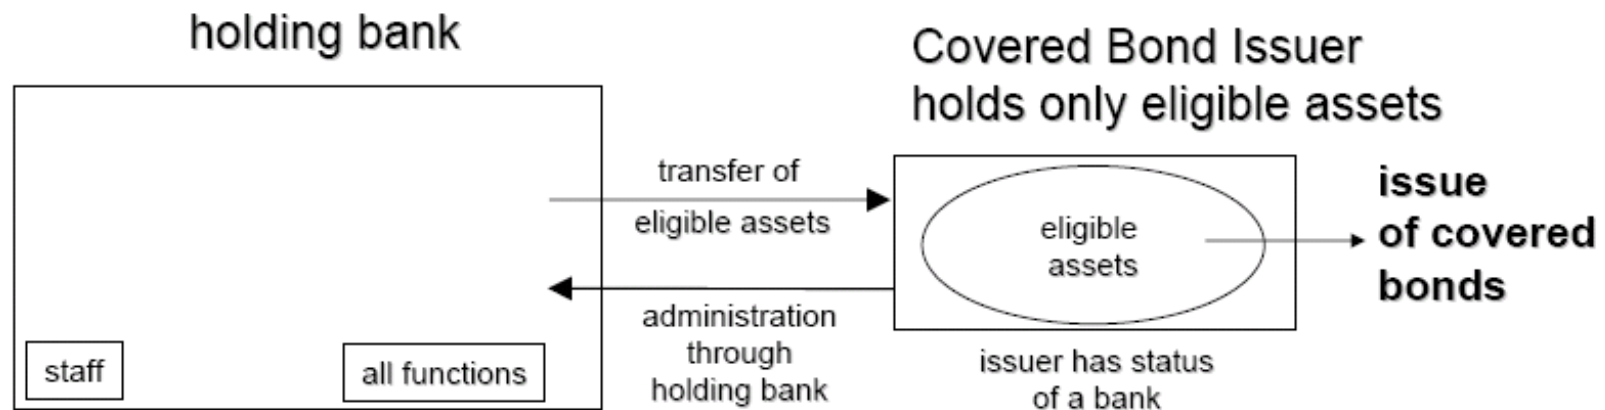 holding bank
Covered Bond Issuer
holds only eligible assets
transfer of
eligible assets
administration
through
holding bank
staff
all functions
eligible
assets
issuer has status
of a bank
issue
of covered
bonds